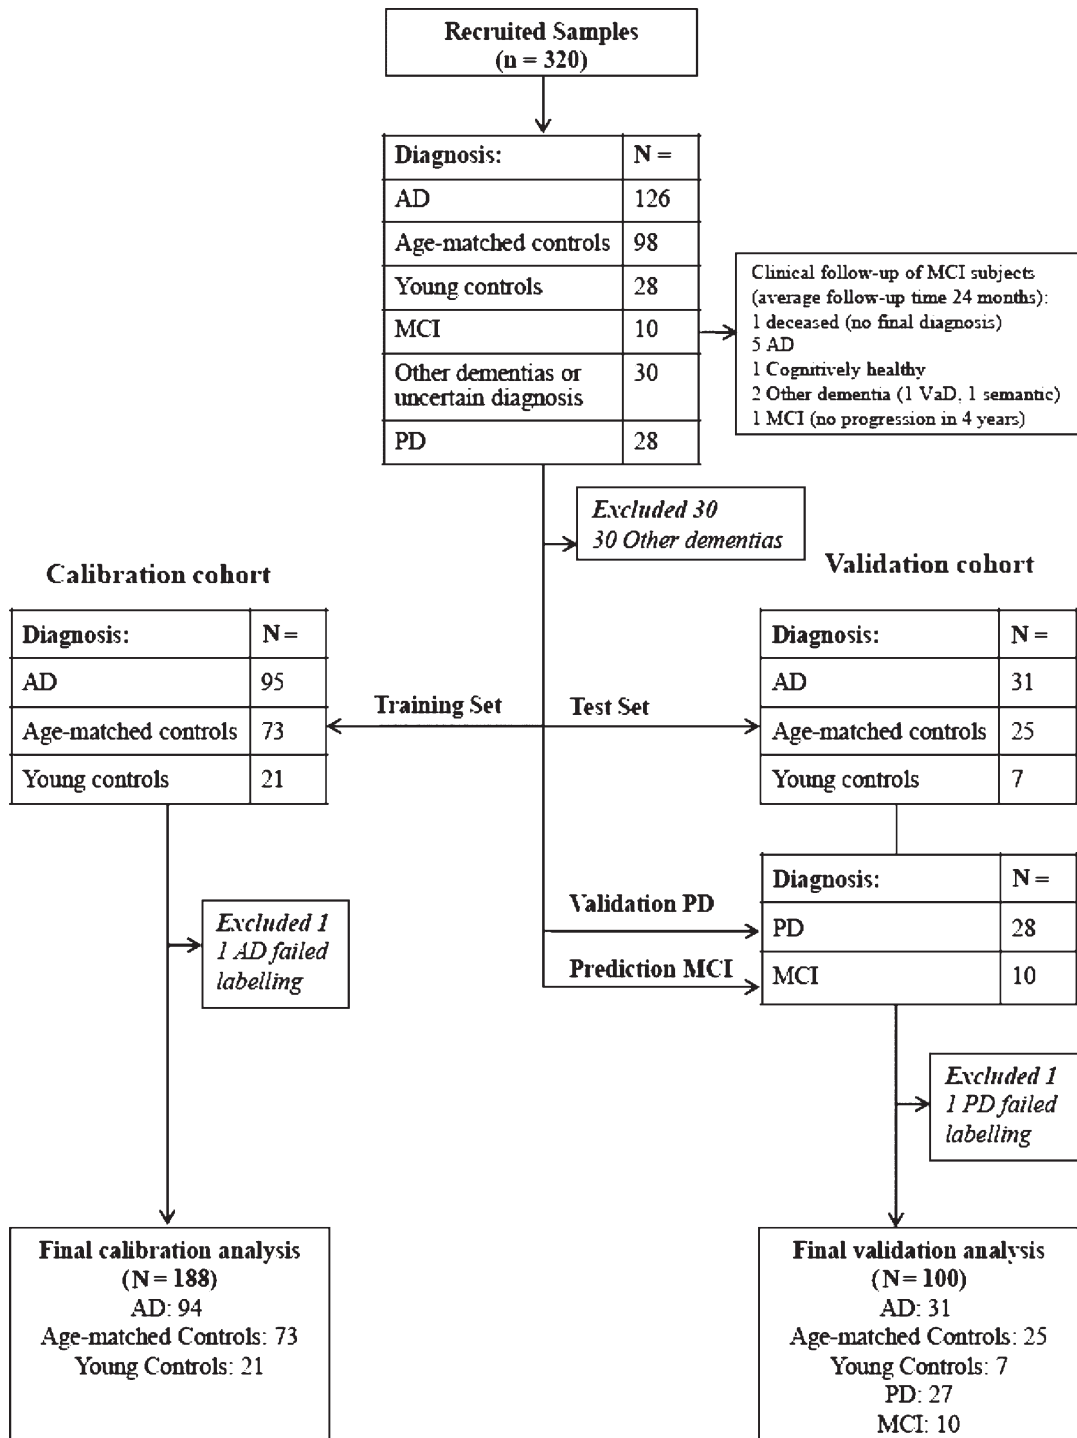 Recruited Samples
(n = 320)
Diagnosis: N =
AD 126
Age-matched controls 98
Young controls 28
MCI 10
Other dementias or 30
uncertain diagnosis
PD 28
Clinical follow-up of MCI subjects
(average follow-up time 24 months):
1 deceased (no final diagnosis)
5 AD
1 Cognitively healthy
2 Other dementia (1 VaD, 1 semantic)
1 MCI (no progression in 4 years)
Excluded 30
30 Other dementias
Calibration cohort
Diagnosis: N =
AD 95
Age-matched controls 73
Young controls 21
Training Set
Test Set
Validation cohort
Diagnosis: N =
AD 31
Age-matched controls 25
Young controls 7
Validation PD
Prediction MCI
Diagnosis: N =
PD 28
MCI 10
Excluded 1
1 AD failed
labelling
Excluded 1
1 PD failed
labelling
Final calibration analysis
(N = 188)
AD: 94
Age-matched Controls: 73
Young Controls: 21
Final validation analysis
(N = 100)
AD: 31
Age-matched Controls: 25
Young Controls: 7
PD: 27
MCI: 10